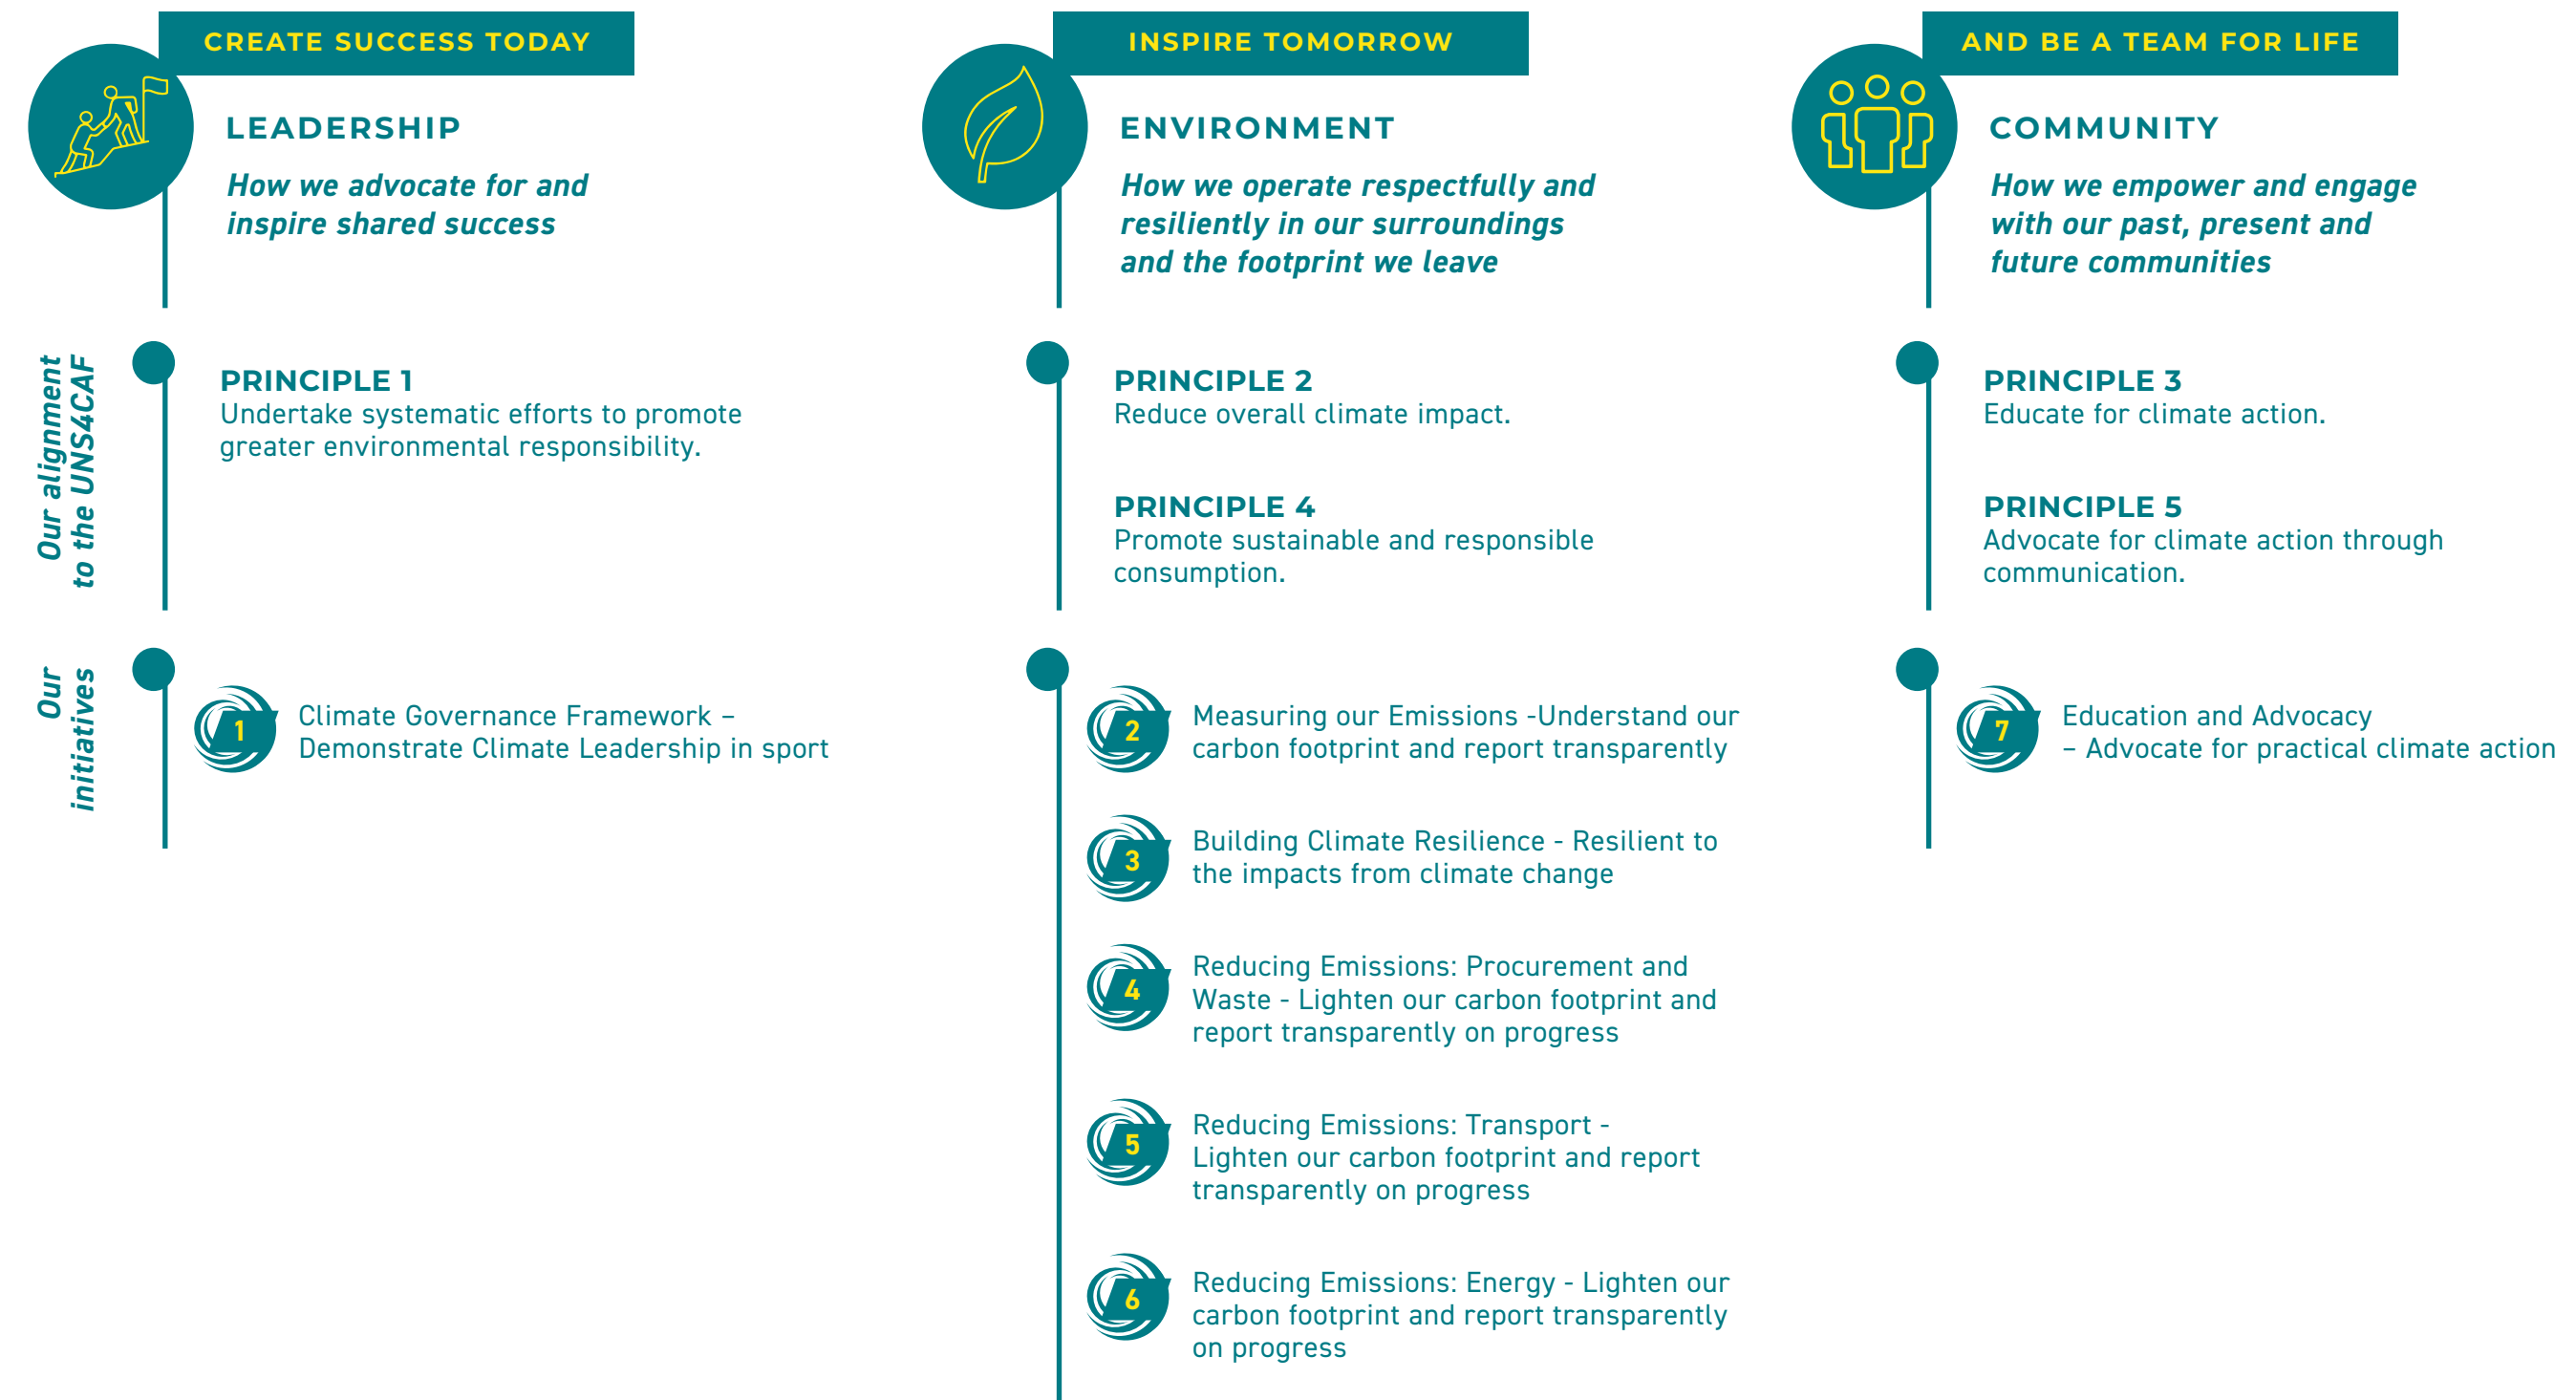 CREATE SUCCESS TODAY
LEADERSHIP
How we advocate for and
inspire shared success
INSPIRE TOMORROW
ENVIRONMENT
How we operate respectfully and
resiliently in our surroundings
and the footprint we leave
AND BE A TEAM FOR LIFE
COMMUNITY
How we empower and engage
with our past, present and
future communities
Our alignment
to the UNS4CAF
PRINCIPLE 1
Undertake systematic efforts to promote
greater environmental responsibility.
PRINCIPLE 2
Reduce overall climate impact.
PRINCIPLE 4
Promote sustainable and responsible
consumption.
PRINCIPLE 3
Educate for climate action.
PRINCIPLE 5
Advocate for climate action through
communication.
Our
initiatives
1
Climate Governance Framework –
Demonstrate Climate Leadership in sport
2
Measuring our Emissions -Understand our
carbon footprint and report transparently
3
Building Climate Resilience - Resilient to
the impacts from climate change
4
Reducing Emissions: Procurement and
Waste - Lighten our carbon footprint and
report transparently on progress
5
Reducing Emissions: Transport -
Lighten our carbon footprint and report
transparently on progress
6
Reducing Emissions: Energy - Lighten our
carbon footprint and report transparently
on progress
7
Education and Advocacy
– Advocate for practical climate action